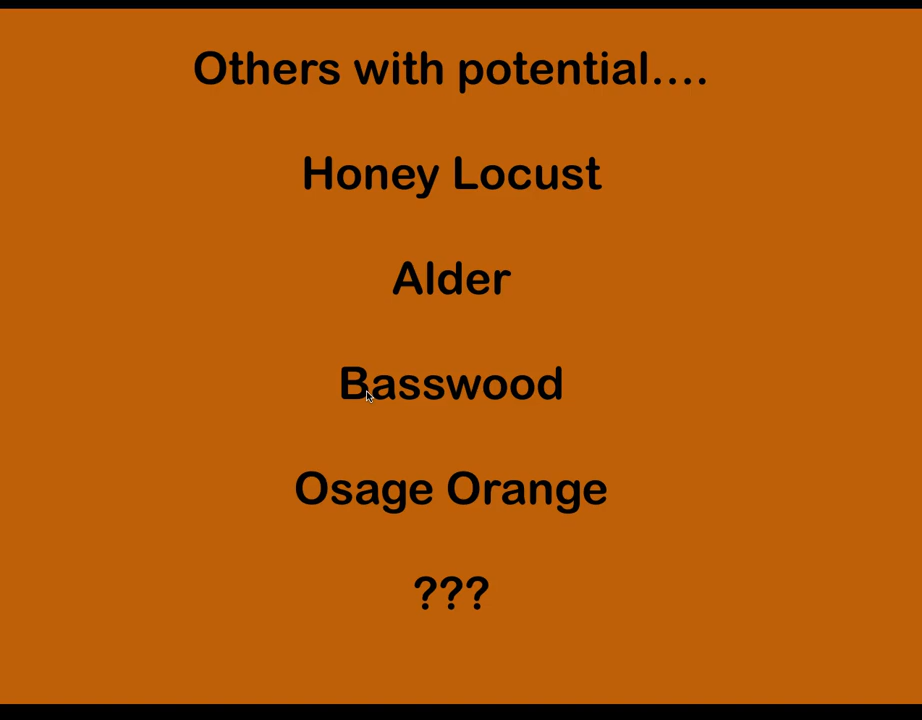 Others with potential....
Honey Locust
Alder
Basswood
Osage Orange
???